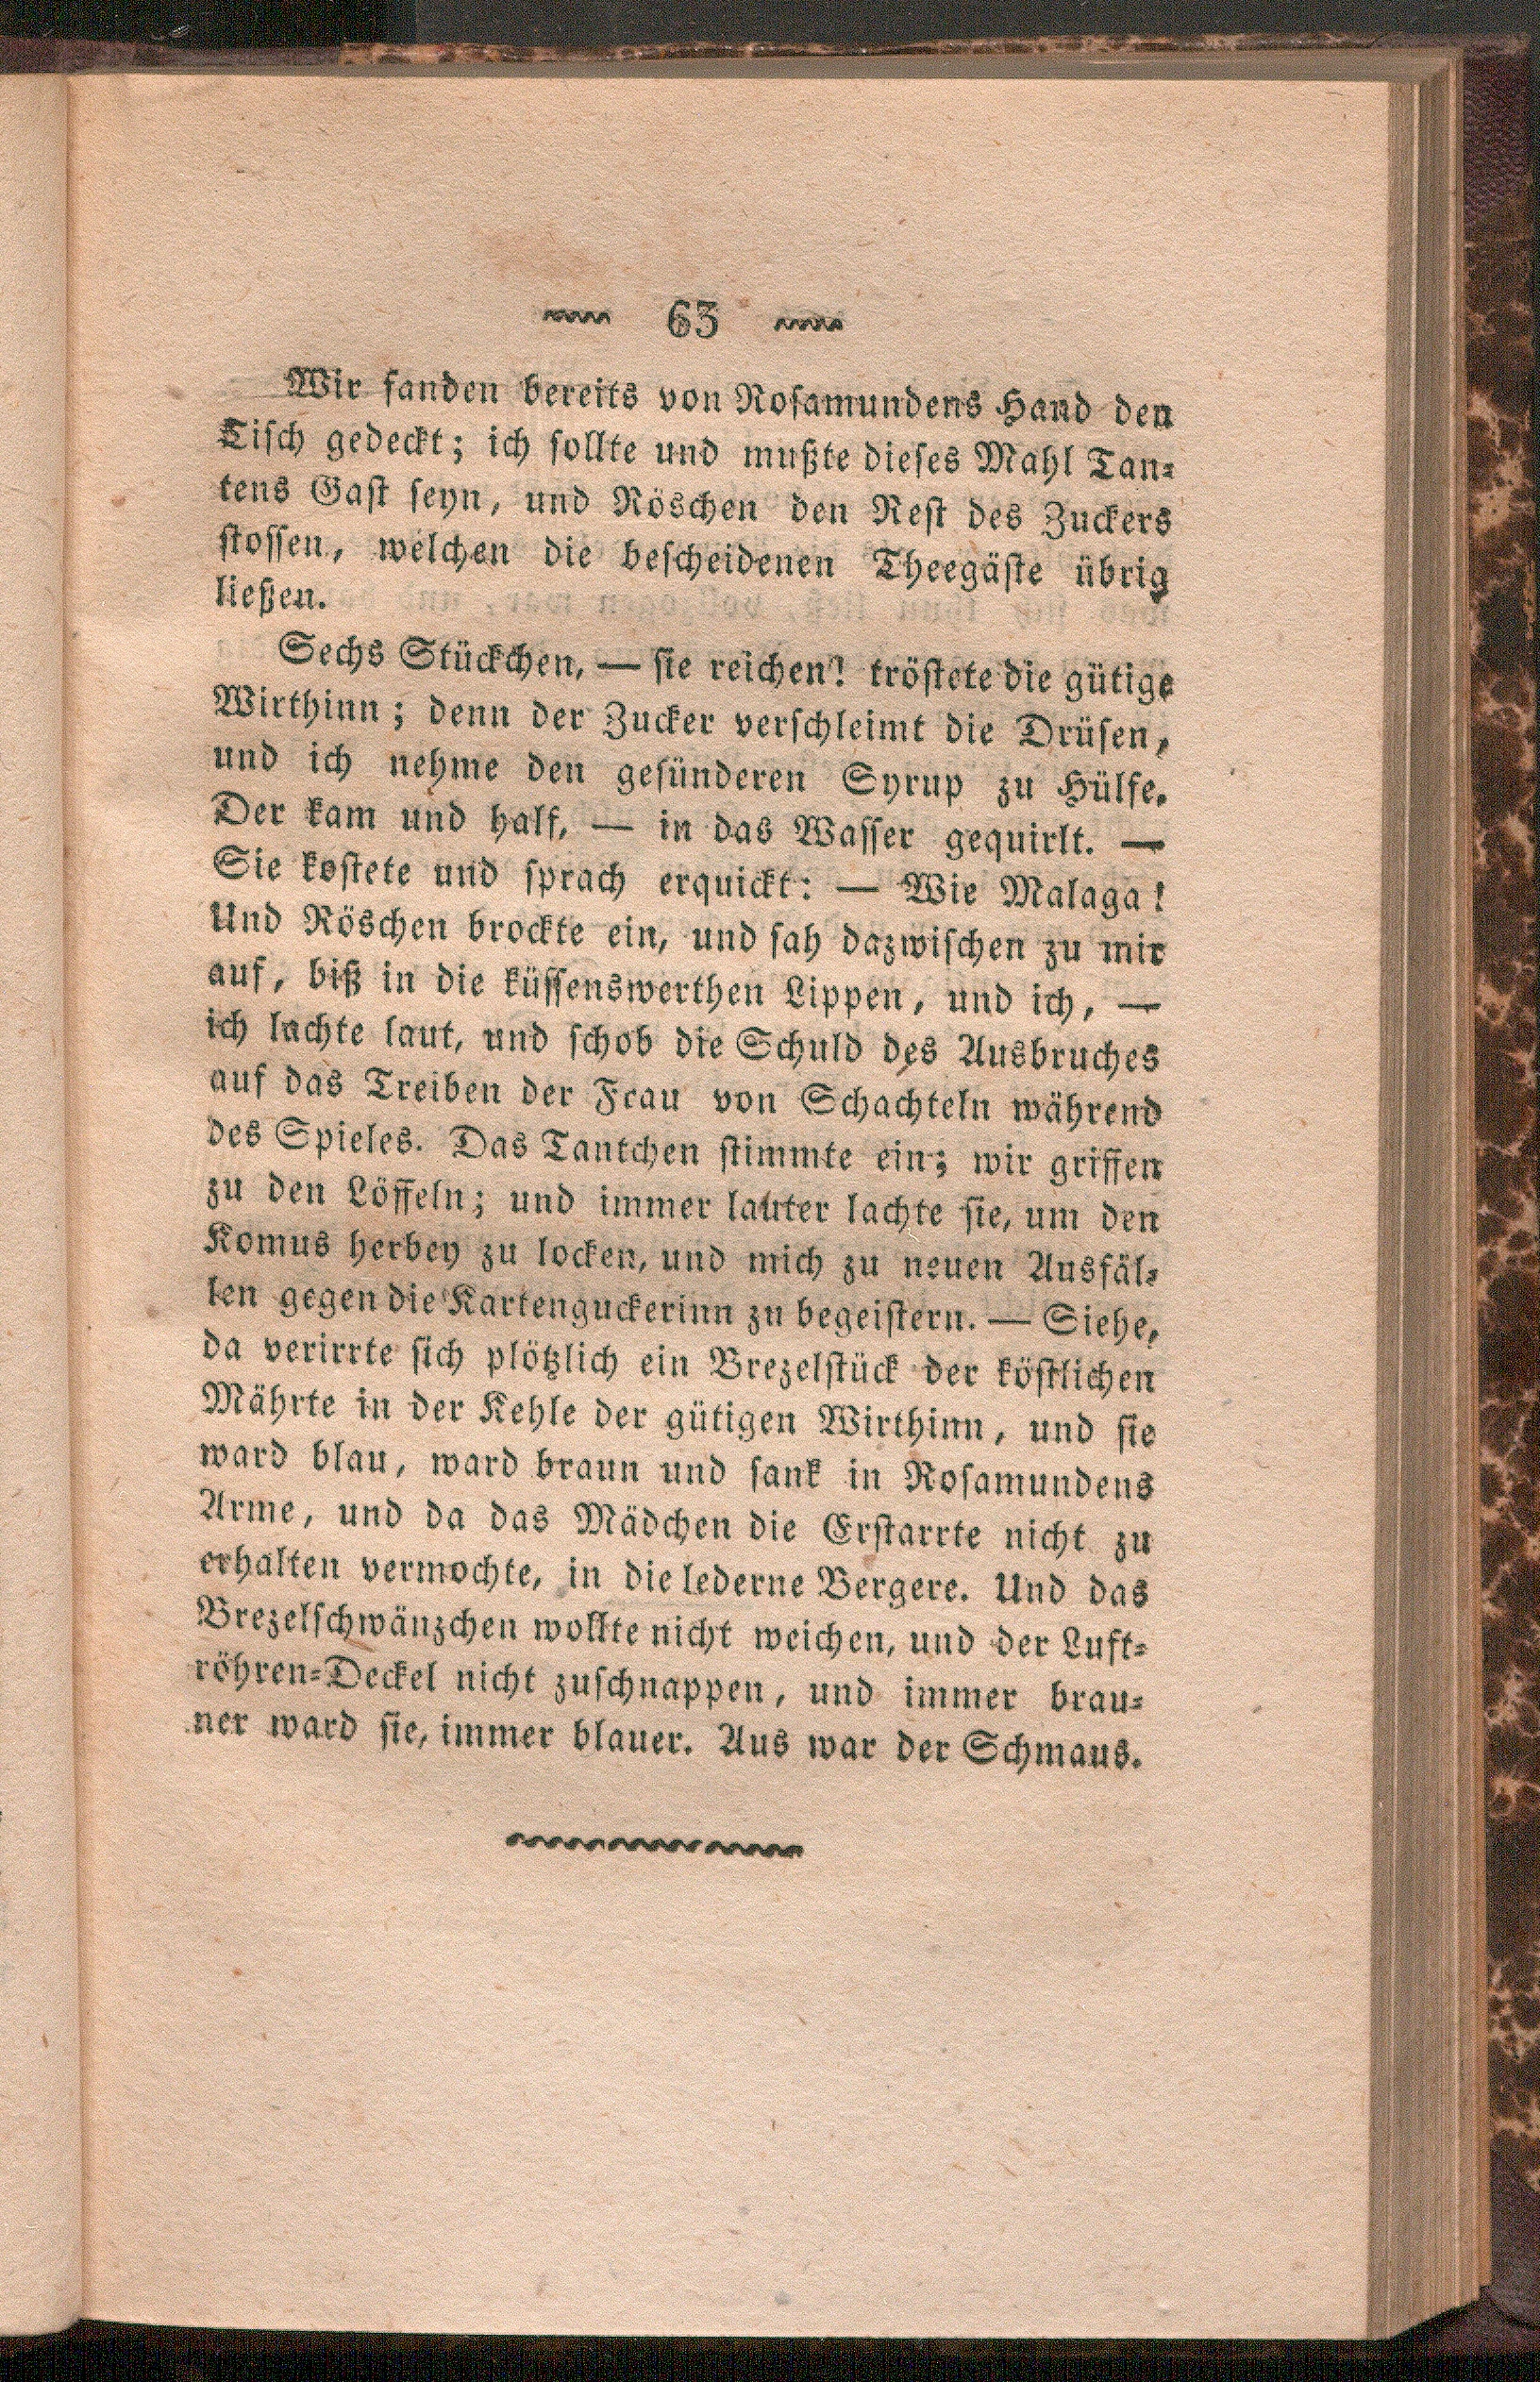 63
Wir fanden bereits von Rosamundens Hand den
Tisch gedeckt; ich sollte und mußte dieses Mahl Tan⸗
tens Gast seyn, und Röschen den Rest des Zuckers
stossen, welchen die bescheidenen Theegäste übrig
ließen.
Sechs Stückchen, — sie reichen! tröstete die gütige
Wirthinn; denn der Zucker verschleimt die Drüsen,
und ich nehme den gesünderen Syrup zu Hülfe.
Der kam und half, — in das Wasser gequirlt. —
Sie kostete und sprach erquickt: — Wie Malaga!
Und Röschen brockte ein, und sah dazwischen zu mir
auf, biß in die küssenswerthen Lippen, und ich, —
ich lachte laut, und schob die Schuld des Ausbruches
auf das Treiben der Frau von Schachteln während
des Spieles. Das Tantchen stimmte ein; wir griffen
zu den Löffeln; und immer lauter lachte sie, um den
Komus herbey zu locken, und mich zu neuen Ausfäl⸗
len gegen die Kartenguckerinn zu begeistern. — Siehe,
da verirrte sich plötzlich ein Brezelstück der köstlichen
Mährte in der Kehle der gütigen Wirthinn, und sie
ward blau, ward braun und sank in Rosamundens
Arme, und da das Mädchen die Erstarrte nicht zu
erhalten vermochte, in die lederne Bergere. Und das
Brezelschwänzchen wollte nicht weichen, und der Luft⸗
röhren⸗Deckel nicht zuschnappen, und immer brau⸗
ner ward sie, immer blauer. Aus war der Schmaus.